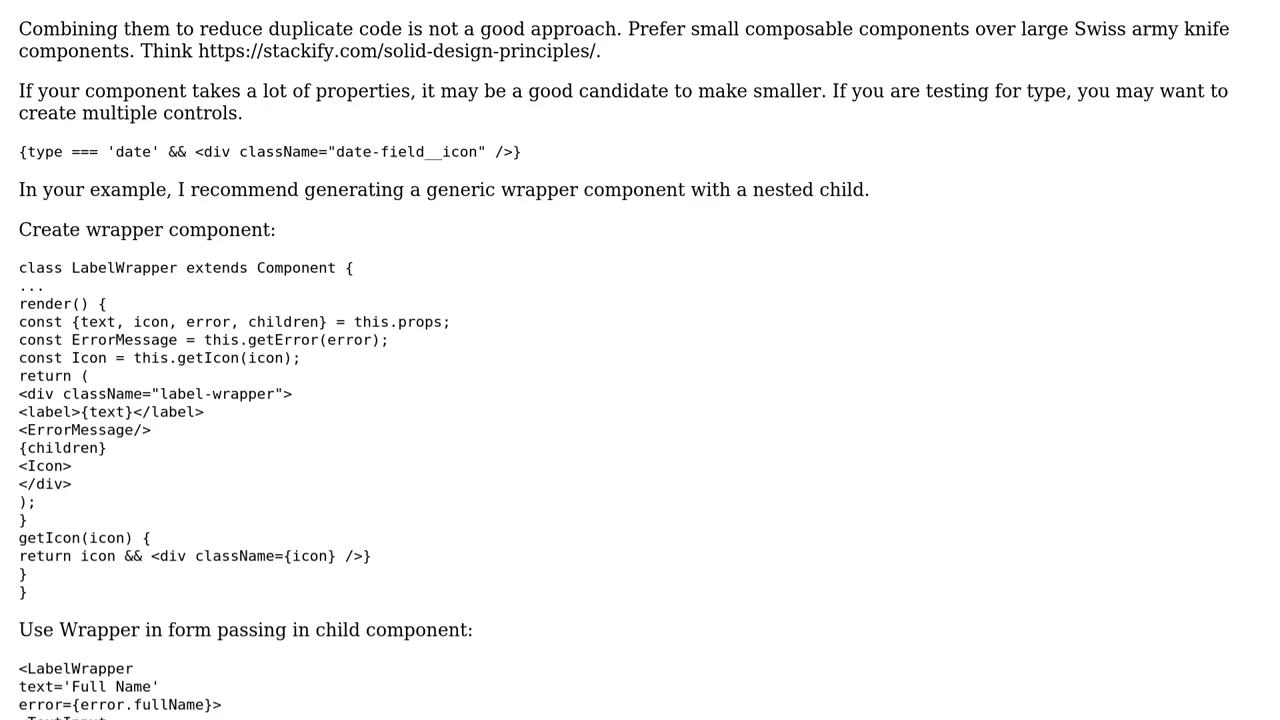 Combining them to reduce duplicate code is not a good approach. Prefer small composable components over large Swiss army knife
components. Think https://stackify.com/solid-design-principles/.
If your component takes a lot of properties, it may be a good candidate to make smaller. If you are testing for type, you may want to
create multiple controls.
{type === 'date' && <div className="date-field__icon" />}
In your example, I recommend generating a generic wrapper component with a nested child.
Create wrapper component:
class LabelWrapper extends Component {
...
render() {
const {text, icon, error, children} = this.props;
const ErrorMessage = this.getError(error);
const Icon = this.getIcon(icon);
return (
<div className="label-wrapper">
<label>{text}</label>
<ErrorMessage/>
{children}
<Icon>
</div>
);
}
getIcon(icon) {
return icon && <div className={icon} />}
}
}
Use Wrapper in form passing in child component:
<LabelWrapper
text='Full Name'
error={error.fullName}>